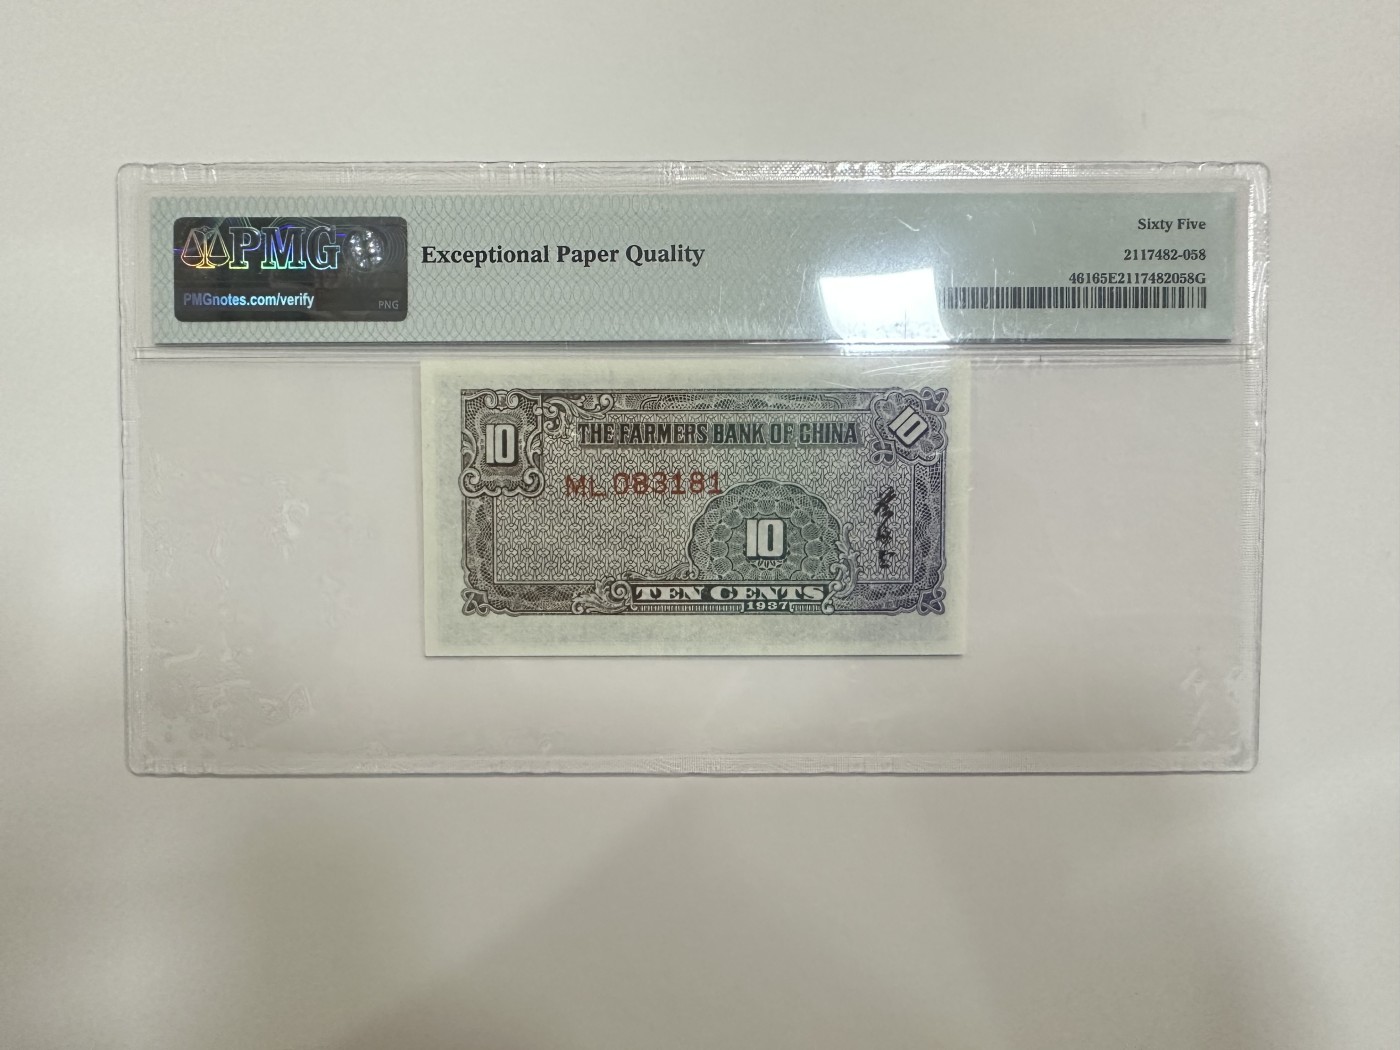 PMG
PMGnotes.com/verify
PNG
Exceptional Paper Quality
Sixty Five
2117482-058
46165E2117482058G
10
THE FARMERS BANK OF CHINA
10
ML 083181
10
TEN CENTS
1937